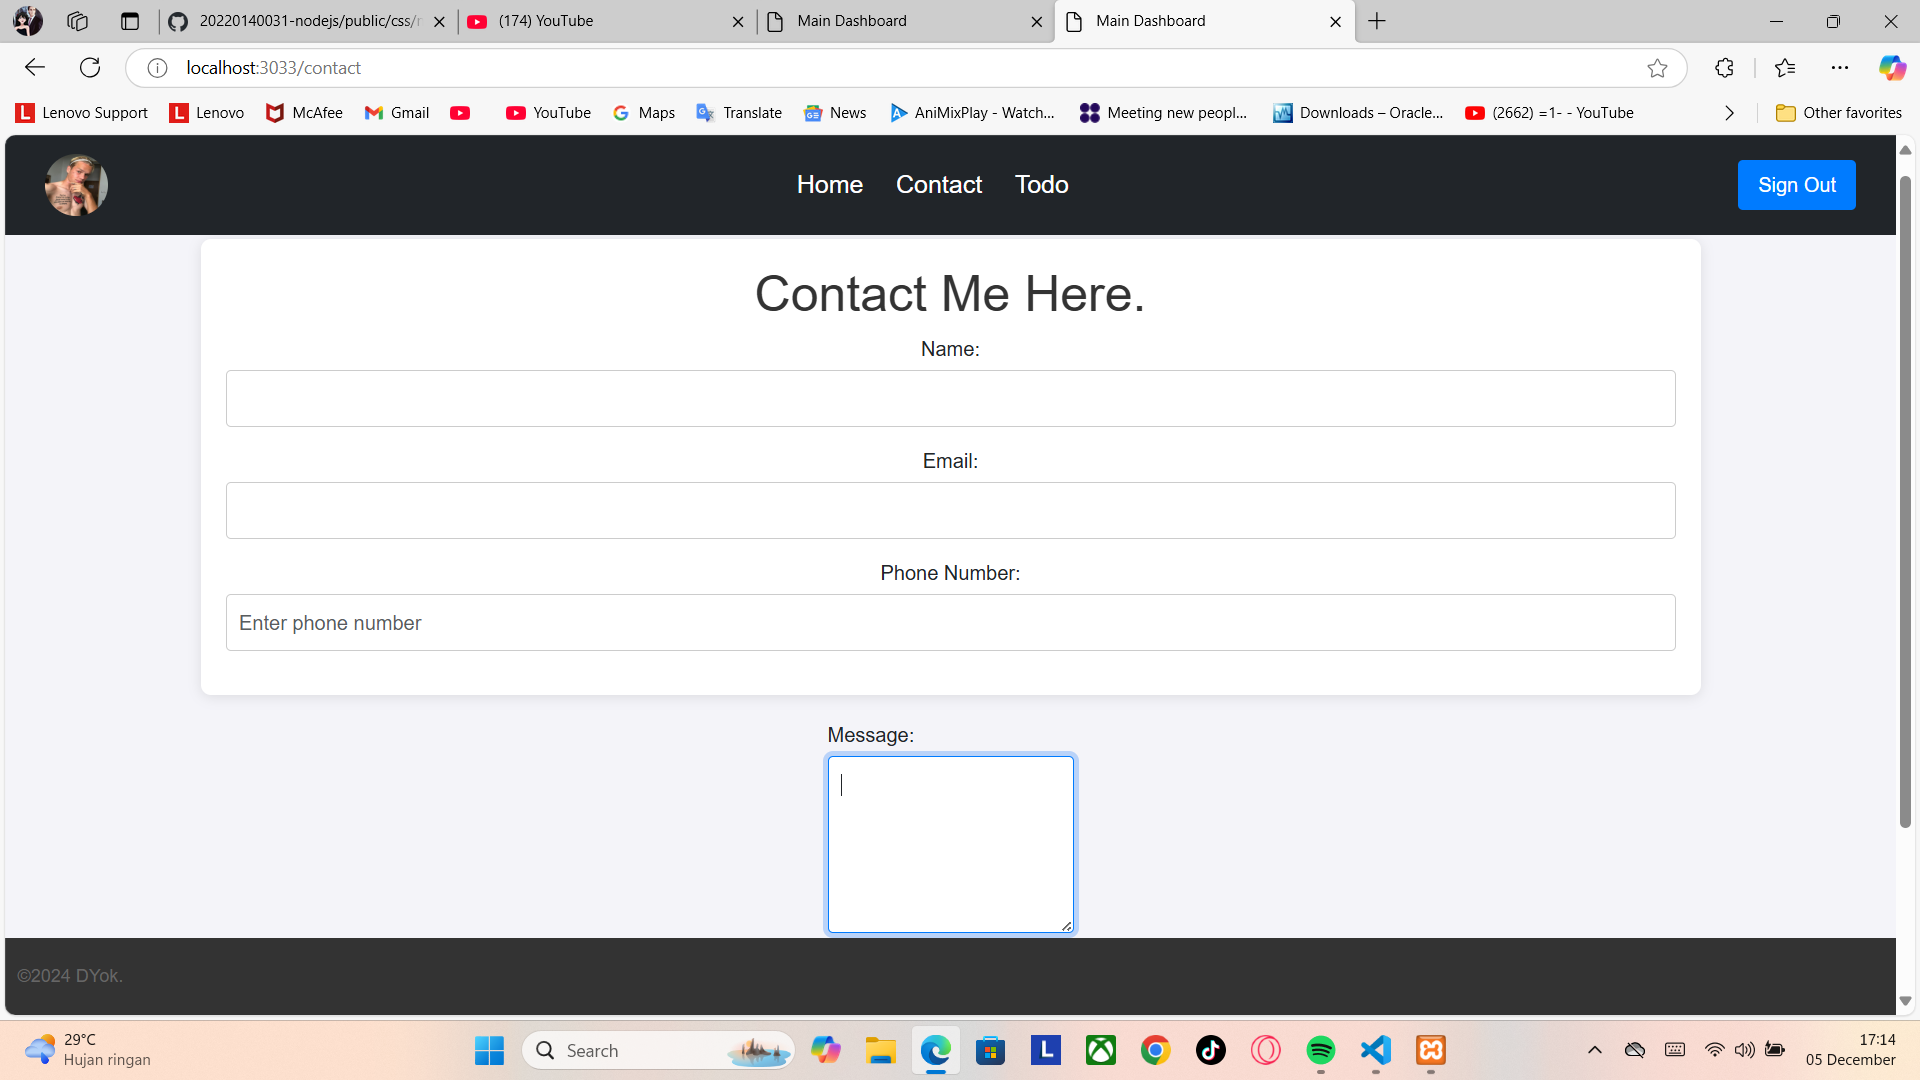 20220140031-nodejs/public/css/
(174) YouTube
Main Dashboard
Main Dashboard
localhost:3033/contact
Lenovo Support
Lenovo
McAfee
Gmail
YouTube
Maps
Translate
News
AniMixPlay - Watch...
Meeting new peopl...
Downloads – Oracle...
(2662) =1- - YouTube
Other favorites
Home
Contact
Todo
Sign Out
Contact Me Here.
Name:
Email:
Phone Number:
Enter phone number
Message:
©2024 DYok.
29°C
Hujan ringan
Search
17:14
05 December